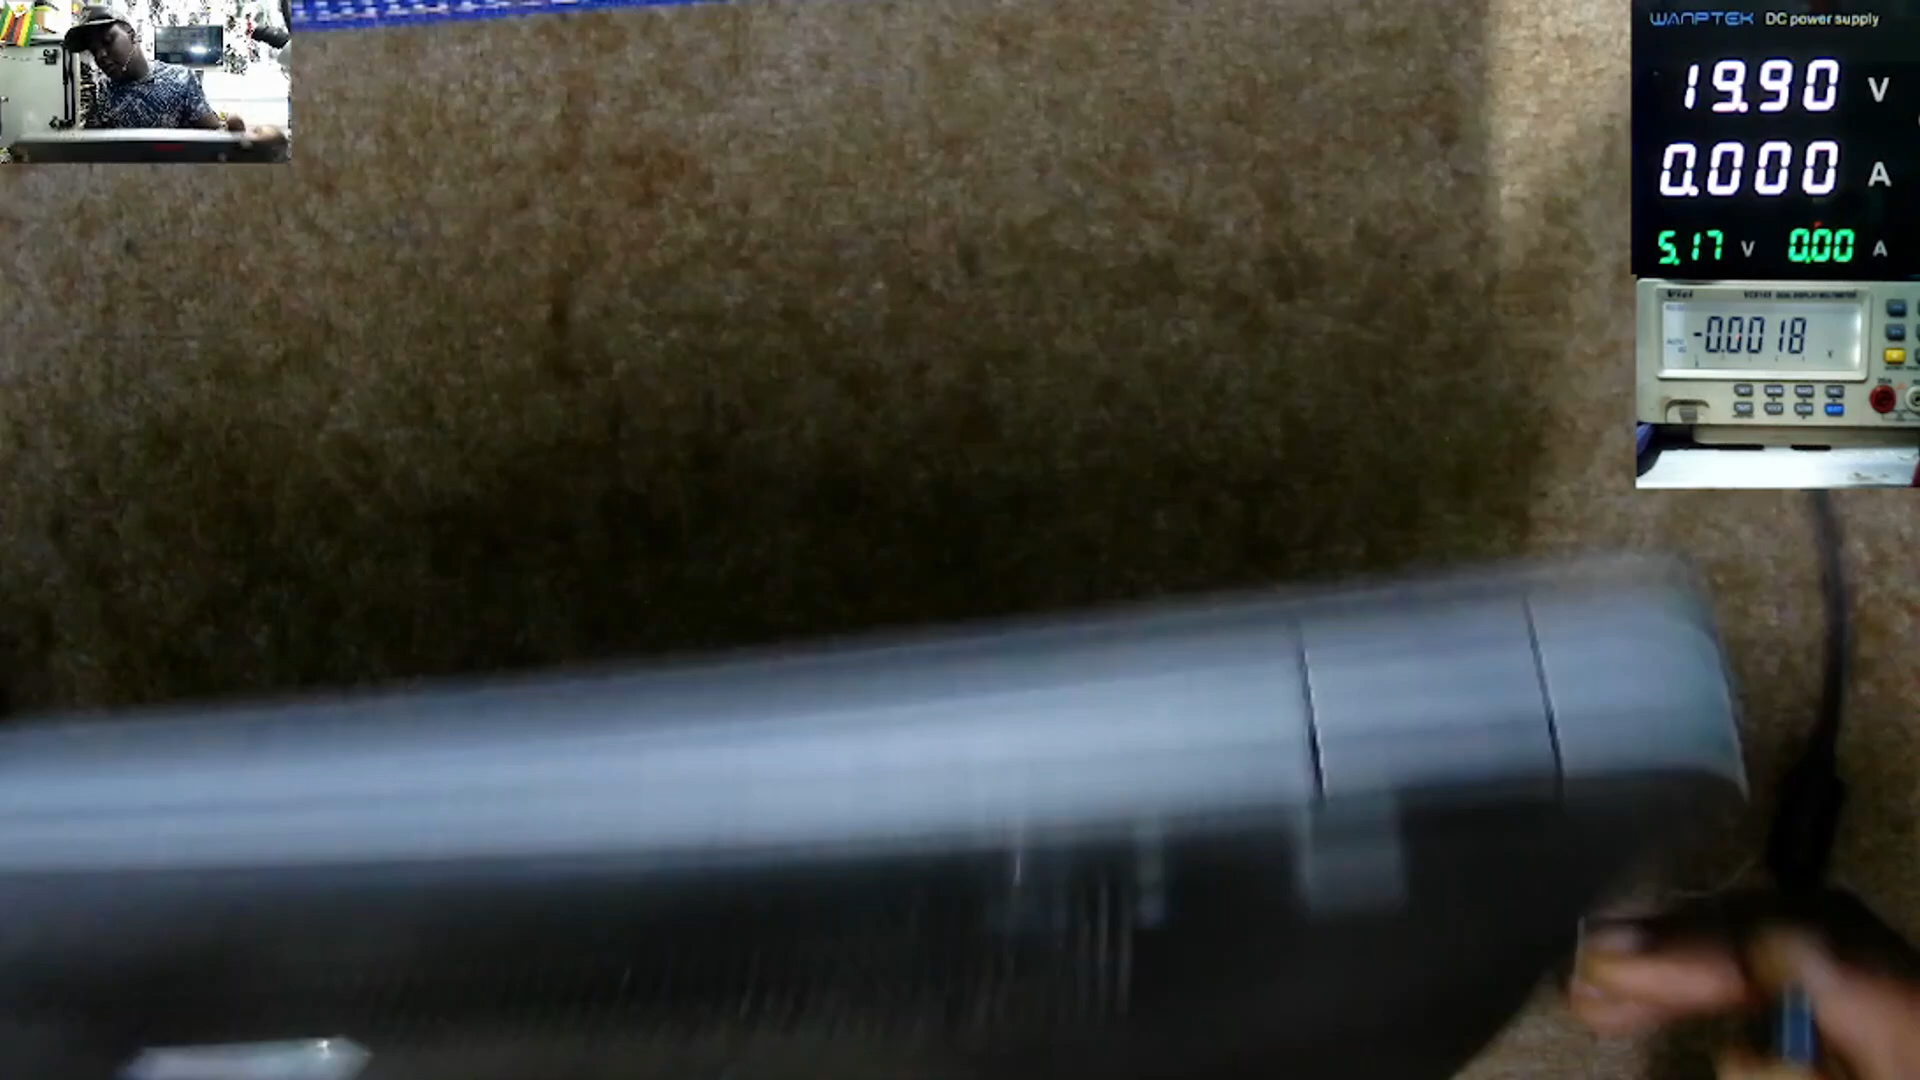 WANPTEK DC power supply
19.90 V
0.000 A
5.17 V 0.00 A
-0.0018